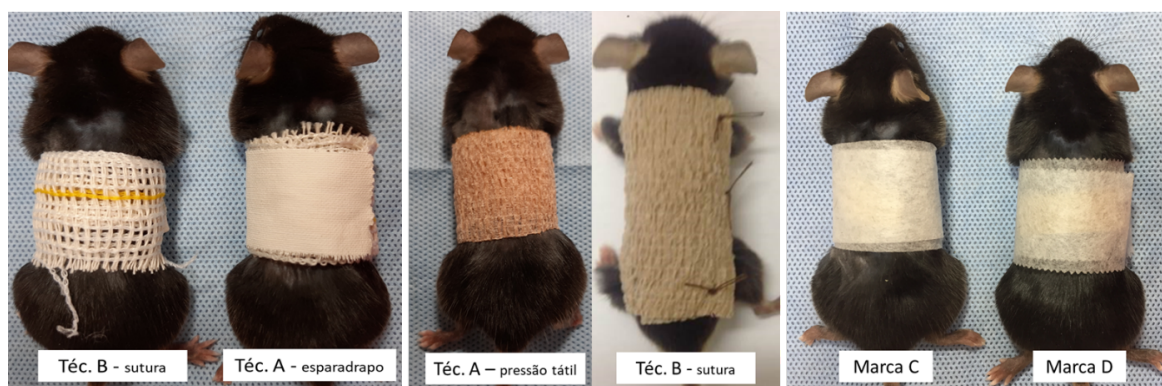 Téc. B - sutura
Téc. A - esparadrapo
Téc. A – pressão tátil
Téc. B - sutura
Marca C
Marca D